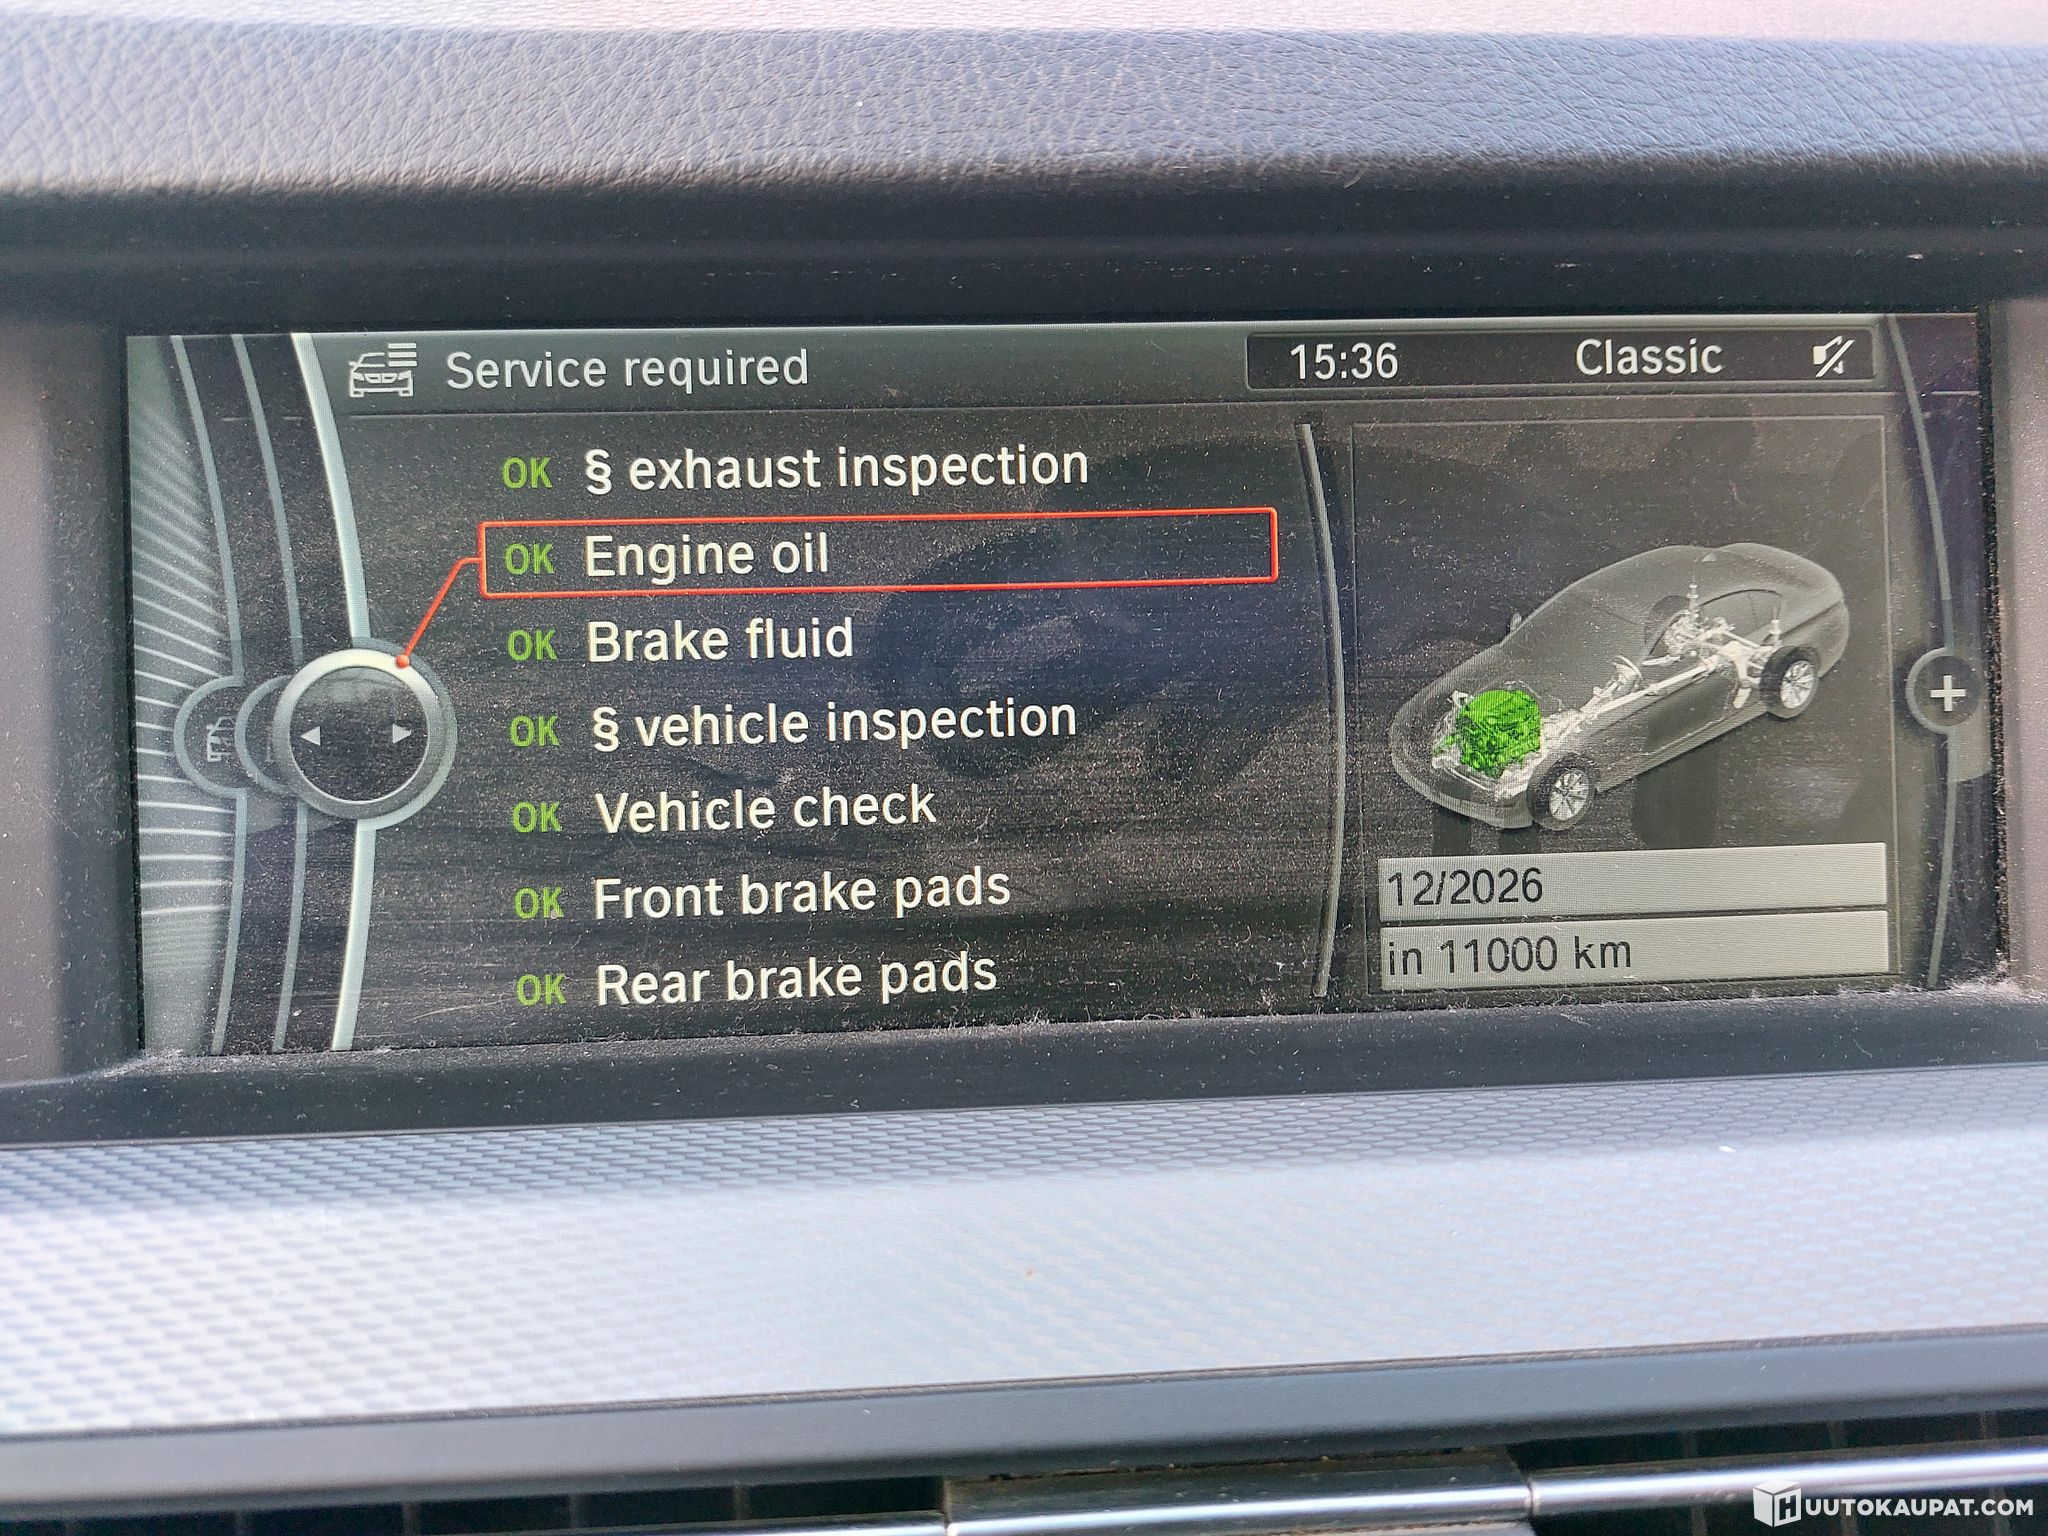 Service required
15:36
Classic
OK § exhaust inspection
OK Engine oil
OK Brake fluid
OK § vehicle inspection
OK Vehicle check
OK Front brake pads
OK Rear brake pads
12/2026
in 11000 km
HUUTOKAUPAT.COM